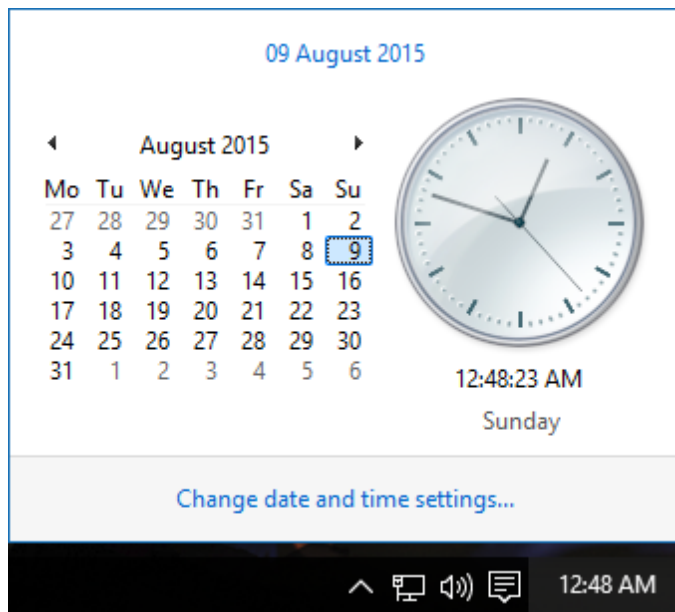 09 August 2015
August 2015
Mo Tu We Th Fr Sa Su
27 28 29 30 31 1 2
3 4 5 6 7 8 9
10 11 12 13 14 15 16
17 18 19 20 21 22 23
24 25 26 27 28 29 30
31 1 2 3 4 5 6
12:48:23 AM
Sunday
Change date and time settings...
12:48 AM